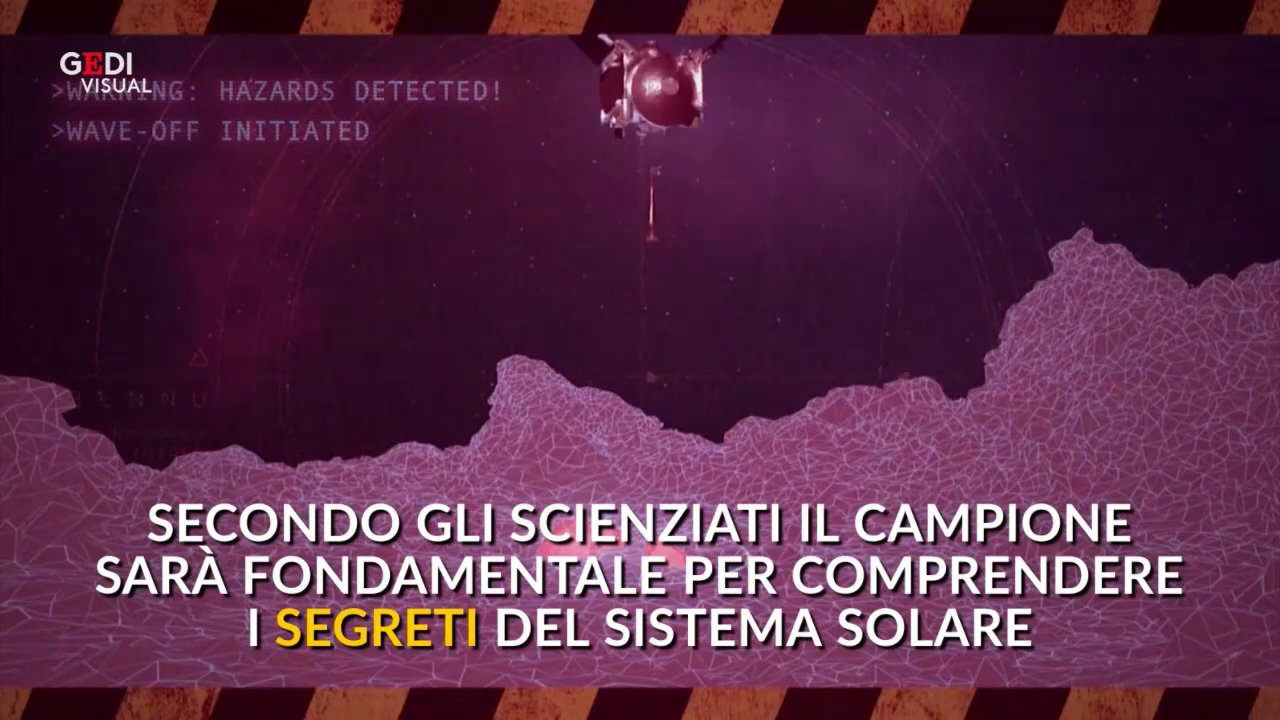 GEDI
VISUAL
>WARNING: HAZARDS DETECTED!
>WAVE-OFF INITIATED
BENNU
SECONDO GLI SCIENZIATI IL CAMPIONE
SARÀ FONDAMENTALE PER COMPRENDERE
I SEGRETI DEL SISTEMA SOLARE